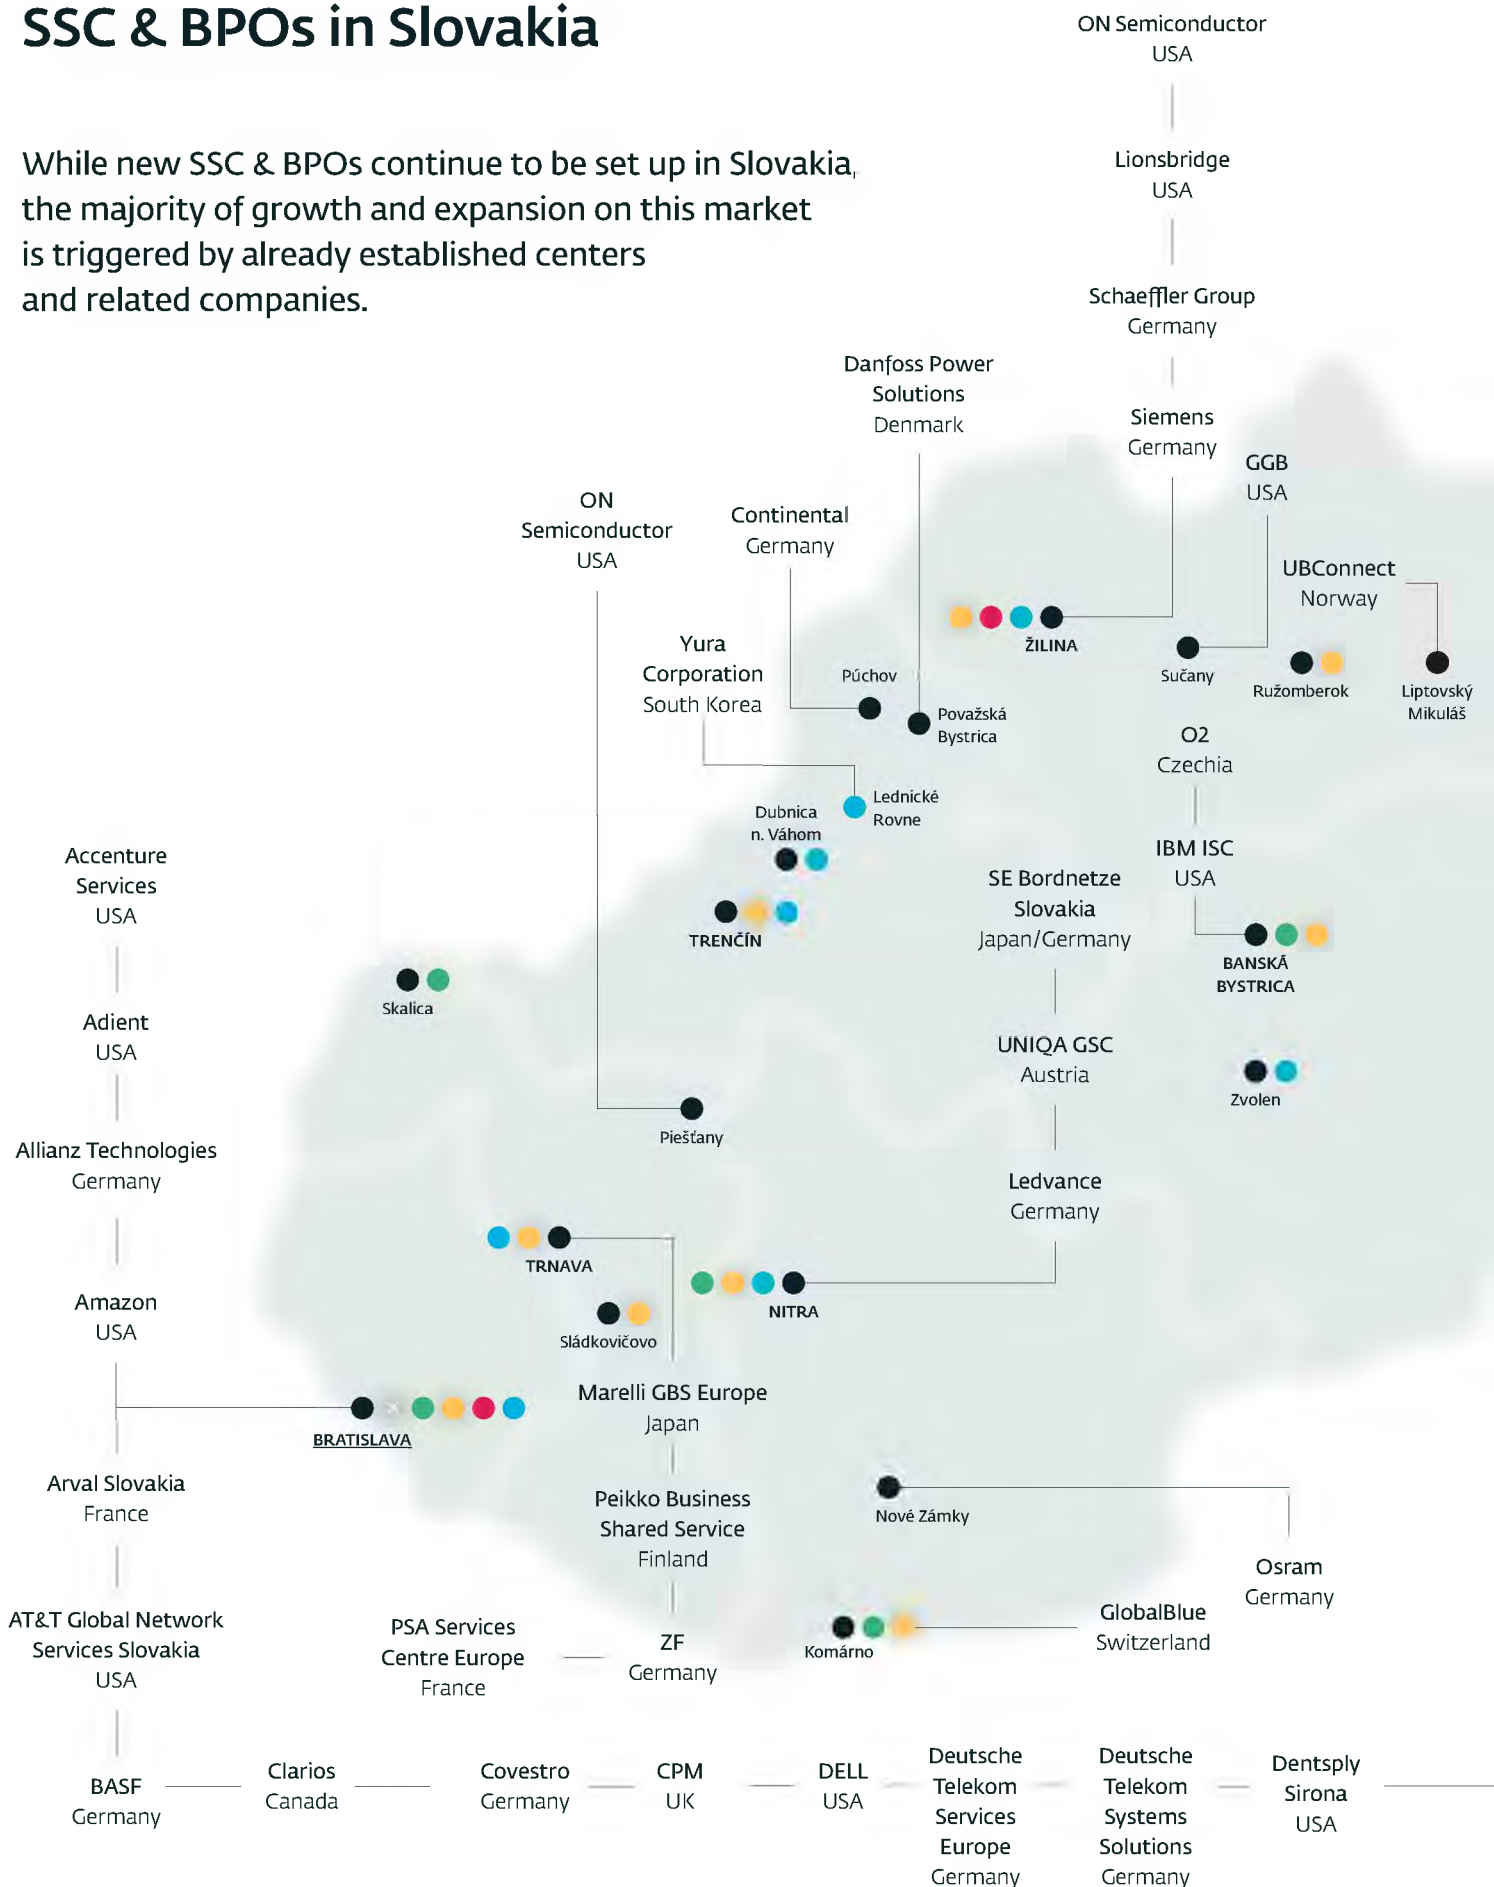 SSC & BPOs in Slovakia
While new SSC & BPOs continue to be set up in Slovakia,
the majority of growth and expansion on this market
is triggered by already established centers
and related companies.
ON Semiconductor
USA
Lionsbridge
USA
Schaeffler Group
Germany
Siemens
Germany
Danfoss Power
Solutions
Denmark
GGB
USA
ON
Semiconductor
USA
Continental
Germany
UBConnect
Norway
Yura
Corporation
South Korea
ŽILINA
Púchov
Považská
Bystrica
Sučany
Ružomberok
Liptovský
Mikuláš
O2
Czechia
IBM ISC
USA
Lednické
Rovne
Dubnica
n. Váhom
TRENČÍN
Accenture
Services
USA
SE Bordnetze
Slovakia
Japan/Germany
BANSKÁ
BYSTRICA
Skalica
Adient
USA
UNIQA GSC
Austria
Zvolen
Piešťany
Allianz Technologies
Germany
Ledvance
Germany
TRNAVA
NITRA
Amazon
USA
Sládkovičovo
Marelli GBS Europe
Japan
BRATISLAVA
Arval Slovakia
France
Peikko Business
Shared Service
Finland
Nové Zámky
Osram
Germany
AT&T Global Network
Services Slovakia
USA
PSA Services
Centre Europe
France
ZF
Germany
Komárno
GlobalBlue
Switzerland
BASF
Germany
Clarios
Canada
Covestro
Germany
CPM
UK
DELL
USA
Deutsche
Telekom
Services
Europe
Germany
Deutsche
Telekom
Systems
Solutions
Germany
Dentsply
Sirona
USA